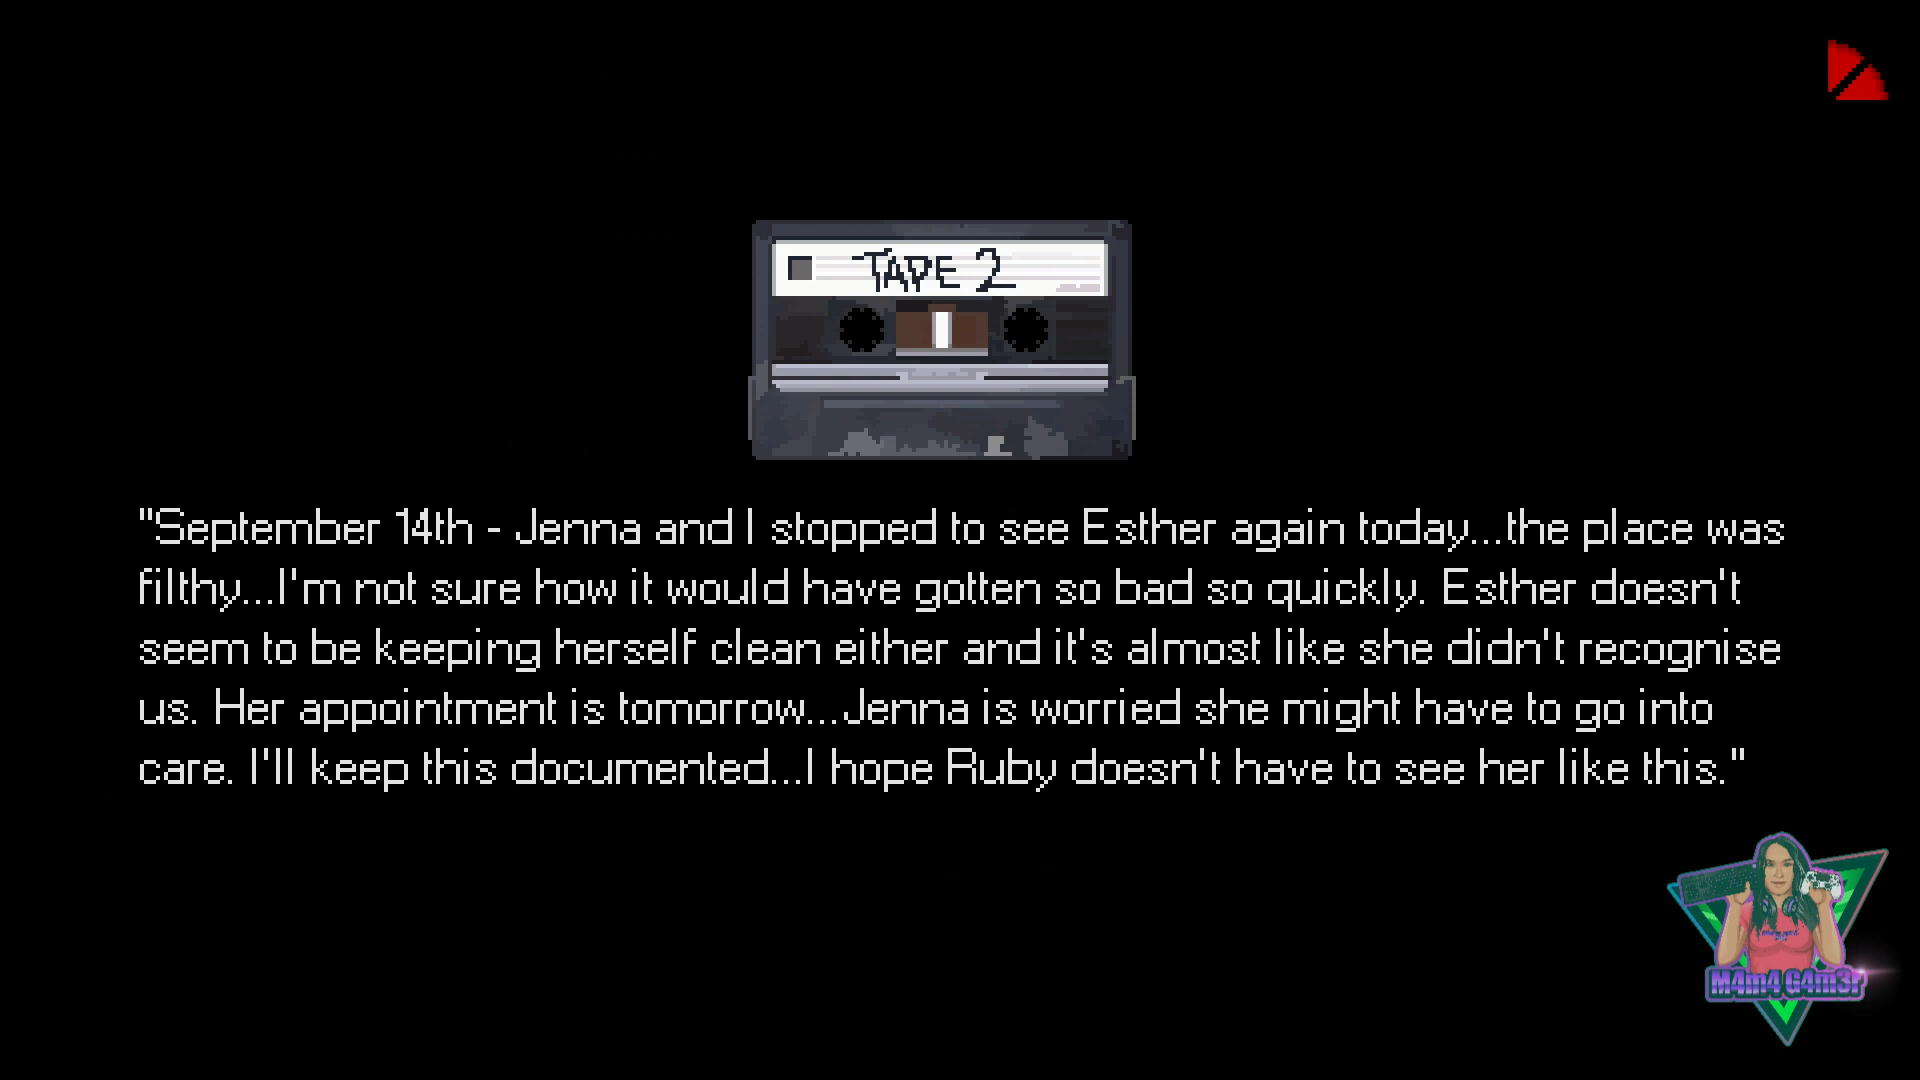 TAPE 2
"September 14th - Jenna and I stopped to see Esther again today...the place was
filthy...I'm not sure how it would have gotten so bad so quickly. Esther doesn't
seem to be keeping herself clean either and it's almost like she didn't recognise
us. Her appointment is tomorrow...Jenna is worried she might have to go into
care. I'll keep this documented...I hope Ruby doesn't have to see her like this."
M4m4 G4m3r